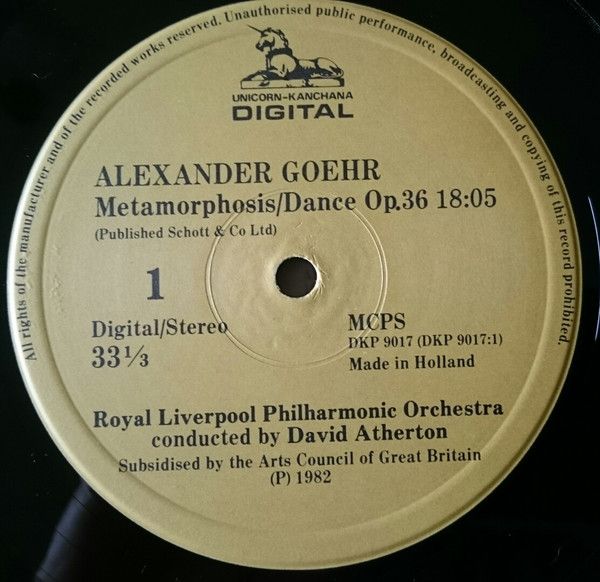 All rights of the manufacturer and of the recorded works reserved. Unauthorised public performance, broadcasting and copying of this record prohibited.
UNICORN-KANCHANA
DIGITAL
ALEXANDER GOEHR
Metamorphosis/Dance Op.36 18:05
(Published Schott & Co Ltd)
1
Digital/Stereo
33 1/3
MCPS
DKP 9017 (DKP 9017:1)
Made in Holland
Royal Liverpool Philharmonic Orchestra
conducted by David Atherton
Subsidised by the Arts Council of Great Britain
(P) 1982